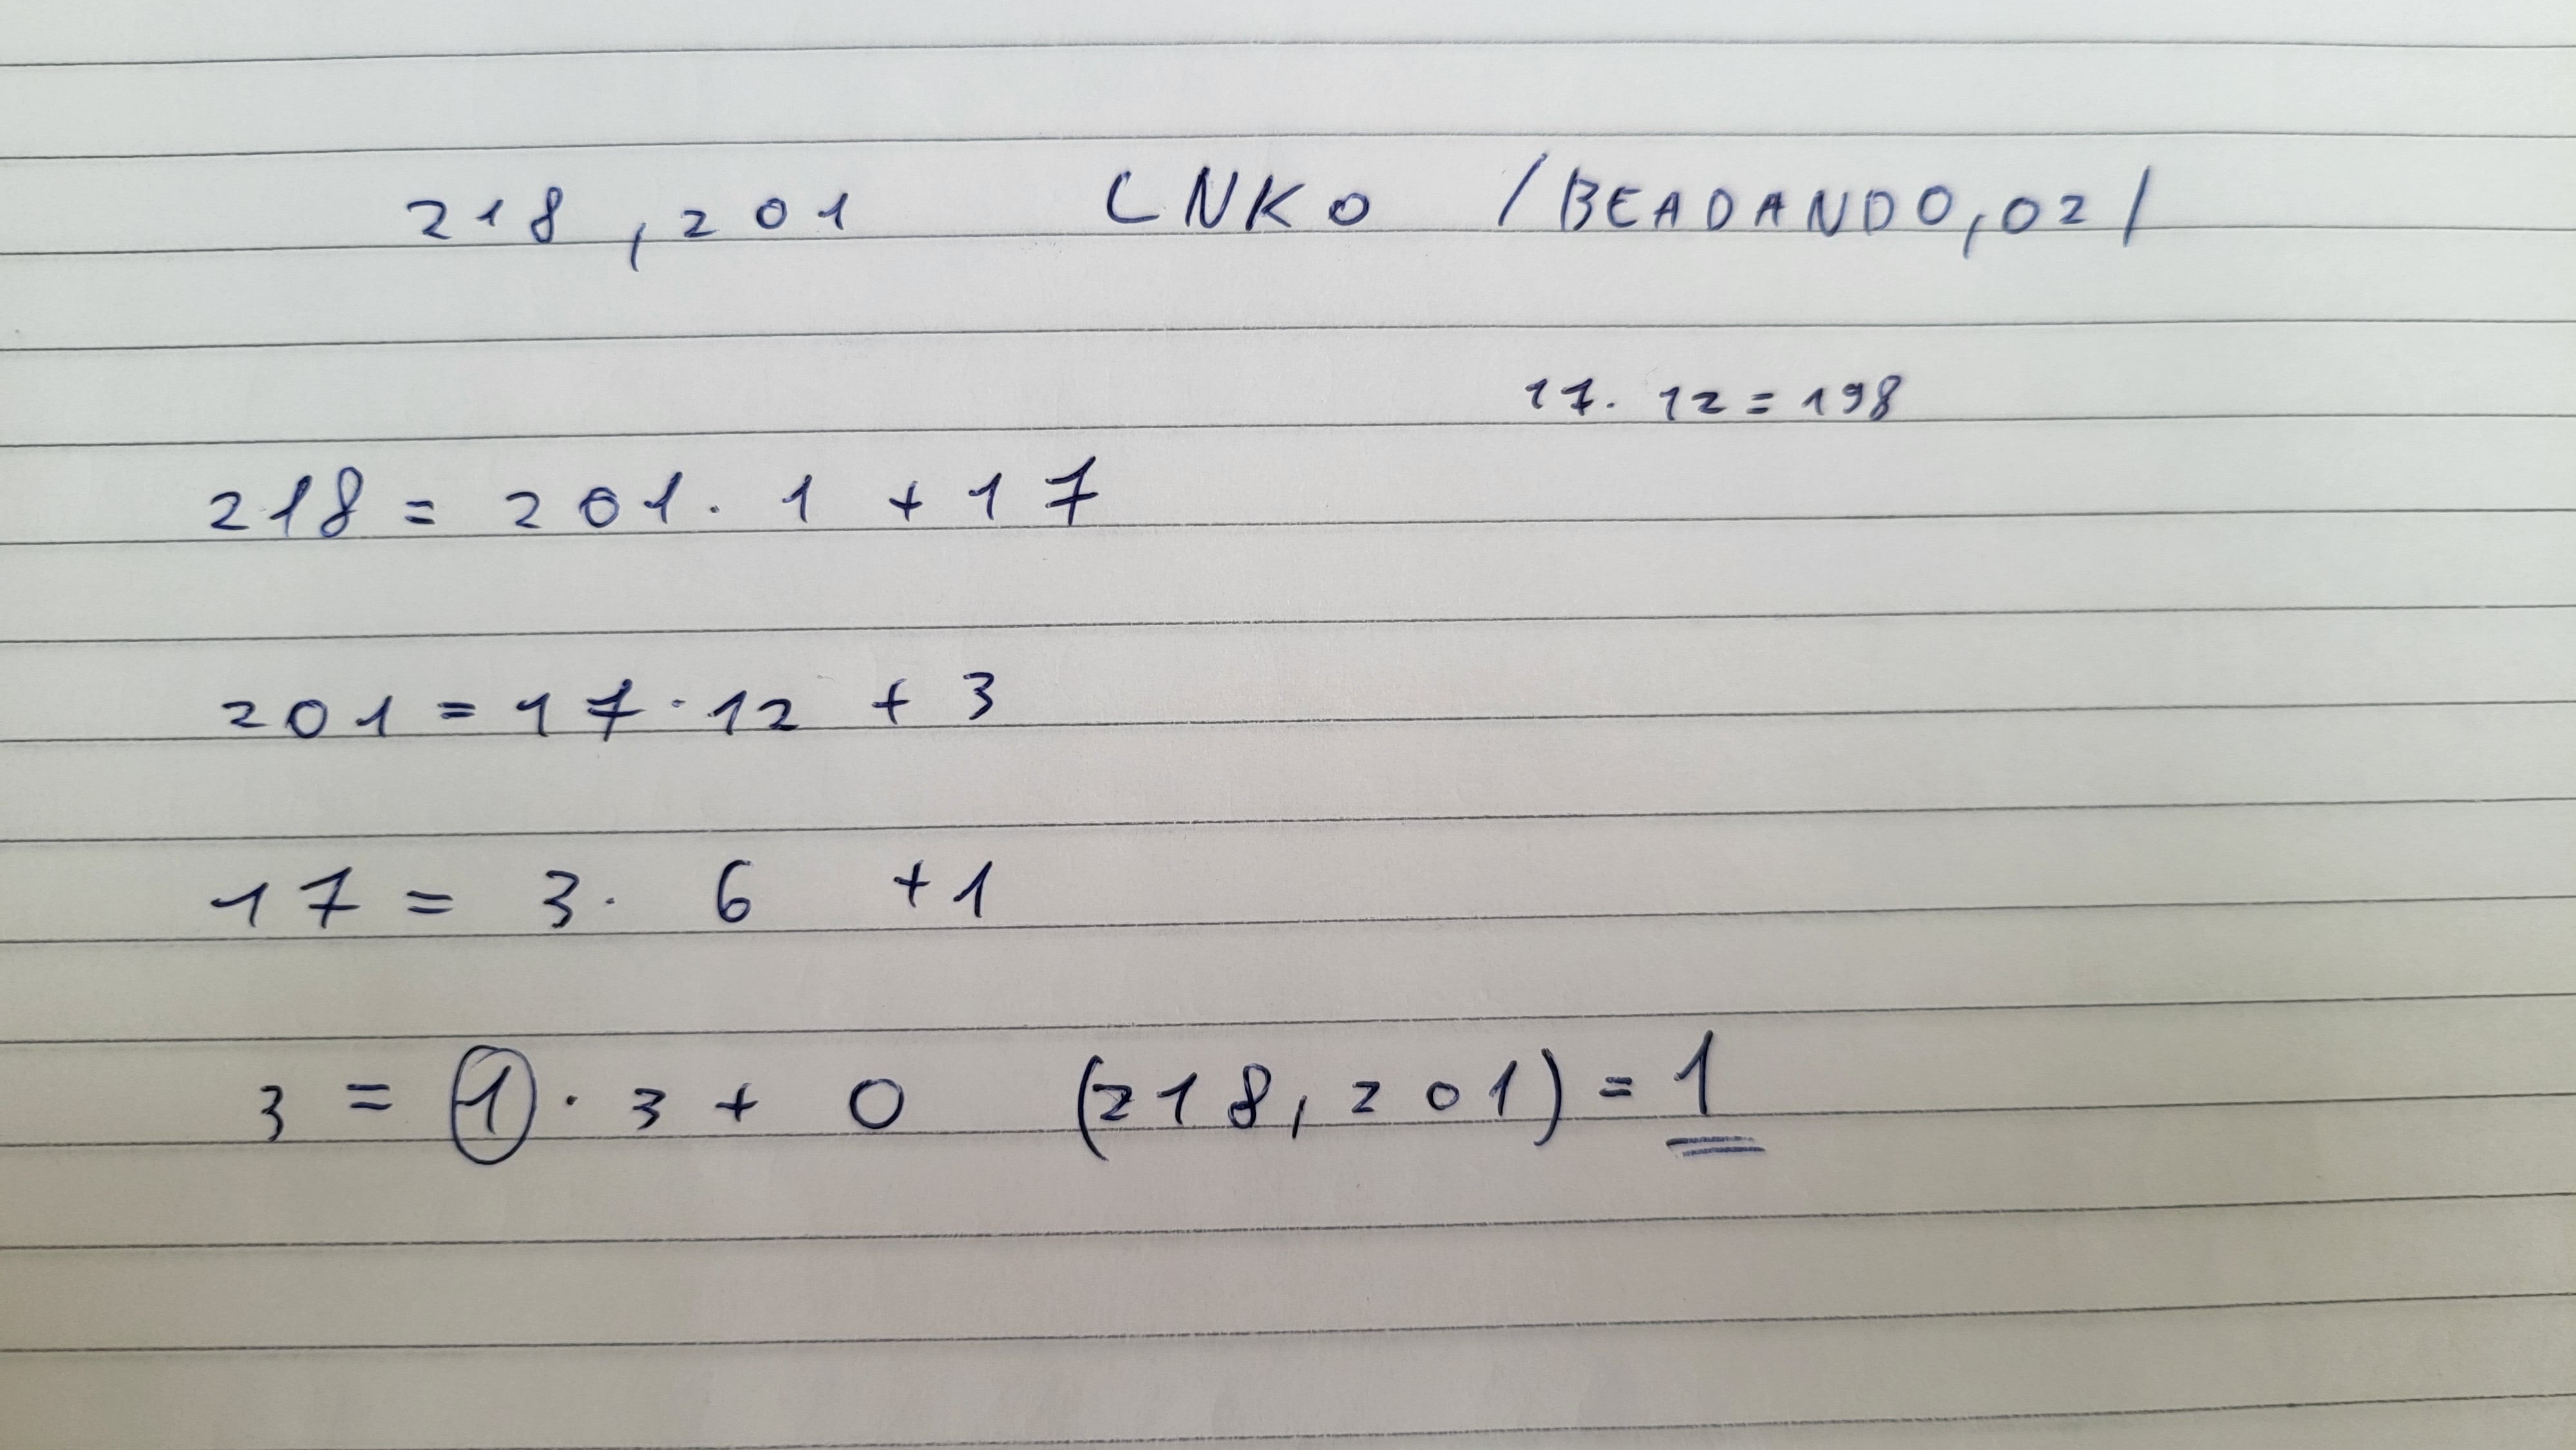 218, 201 LNKO /BEADANDO, 02/
17. 12 = 198
218 = 201. 1 + 17
201 = 17 · 12 + 3
17 = 3. 6 + 1
3 = 1 · 3 + 0 (218, 201) = 1